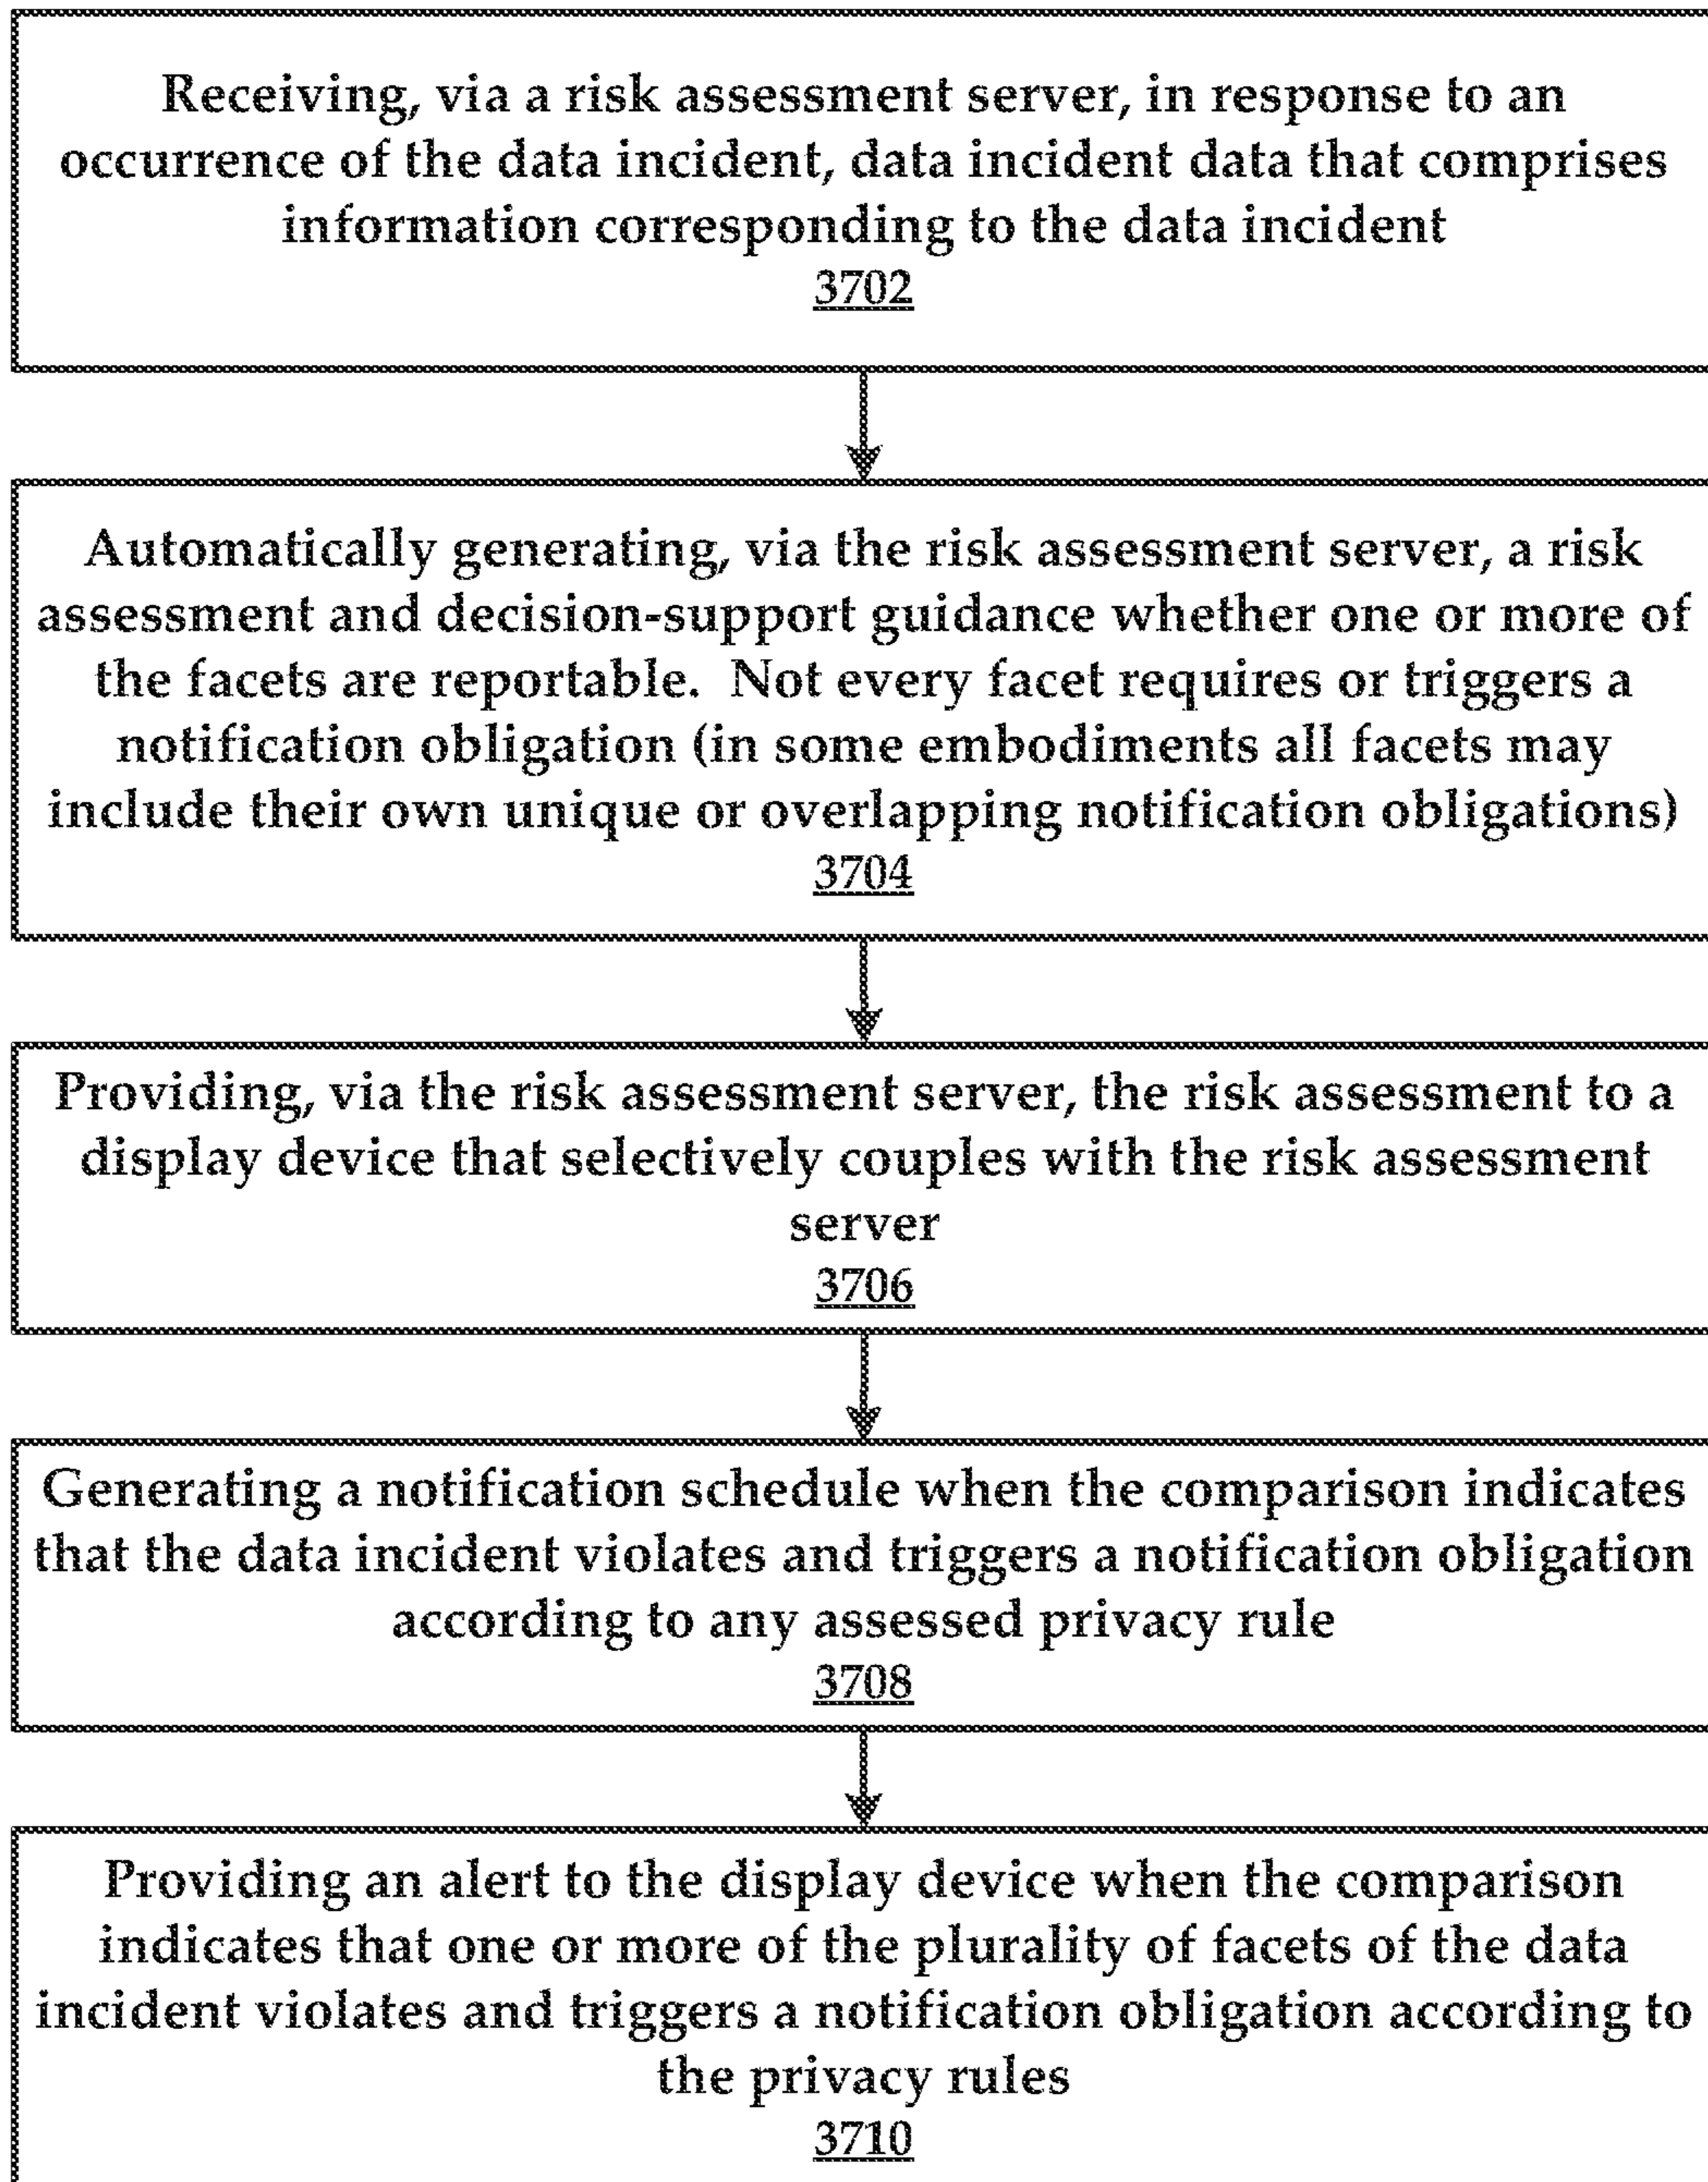 Receiving, via a risk assessment server, in response to an
occurrence of the data incident, data incident data that comprises
information corresponding to the data incident
3702
Automatically generating, via the risk assessment server, a risk
assessment and decision-support guidance whether one or more of
the facets are reportable.  Not every facet requires or triggers a
notification obligation (in some embodiments all facets may
include their own unique or overlapping notification obligations)
3704
Providing, via the risk assessment server, the risk assessment to a
display device that selectively couples with the risk assessment
server
3706
Generating a notification schedule when the comparison indicates
that the data incident violates and triggers a notification obligation
according to any assessed privacy rule
3708
Providing an alert to the display device when the comparison
indicates that one or more of the plurality of facets of the data
incident violates and triggers a notification obligation according to
the privacy rules
3710